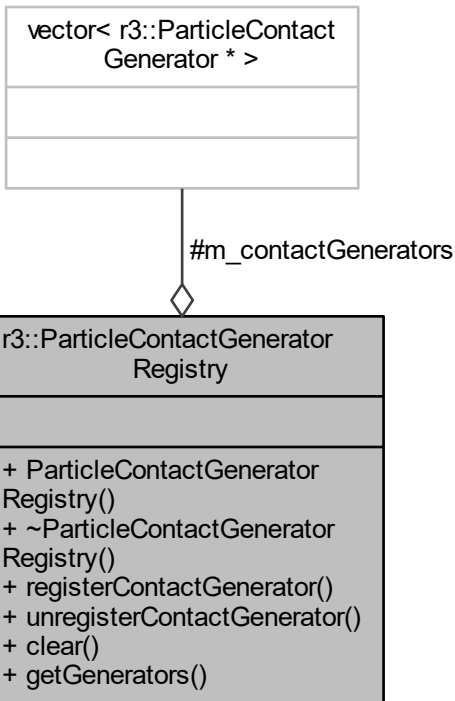 vector< r3::ParticleContact
Generator * >
#m_contactGenerators
r3::ParticleContactGenerator
Registry
+ ParticleContactGenerator
Registry()
+ ~ParticleContactGenerator
Registry()
+ registerContactGenerator()
+ unregisterContactGenerator()
+ clear()
+ getGenerators()